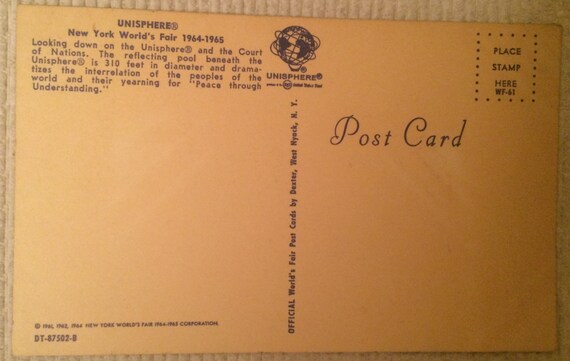 UNISPHERE®
New York World's Fair 1964-1965
Looking down on the Unisphere® and the Court
of Nations. The reflecting pool beneath the
Unisphere® is 310 feet in diameter and drama-
tizes the interrelation of the peoples of the
world and their yearning for "Peace through
Understanding."
UNISPHERE®
PLACE
STAMP
HERE
WF-61
Post Card
OFFICIAL World's Fair Post Cards by Dexter, West Nyack, N. Y.
© 1961, 1962, 1964 NEW YORK WORLD'S FAIR 1964-1965 CORPORATION.
DT-87502-B